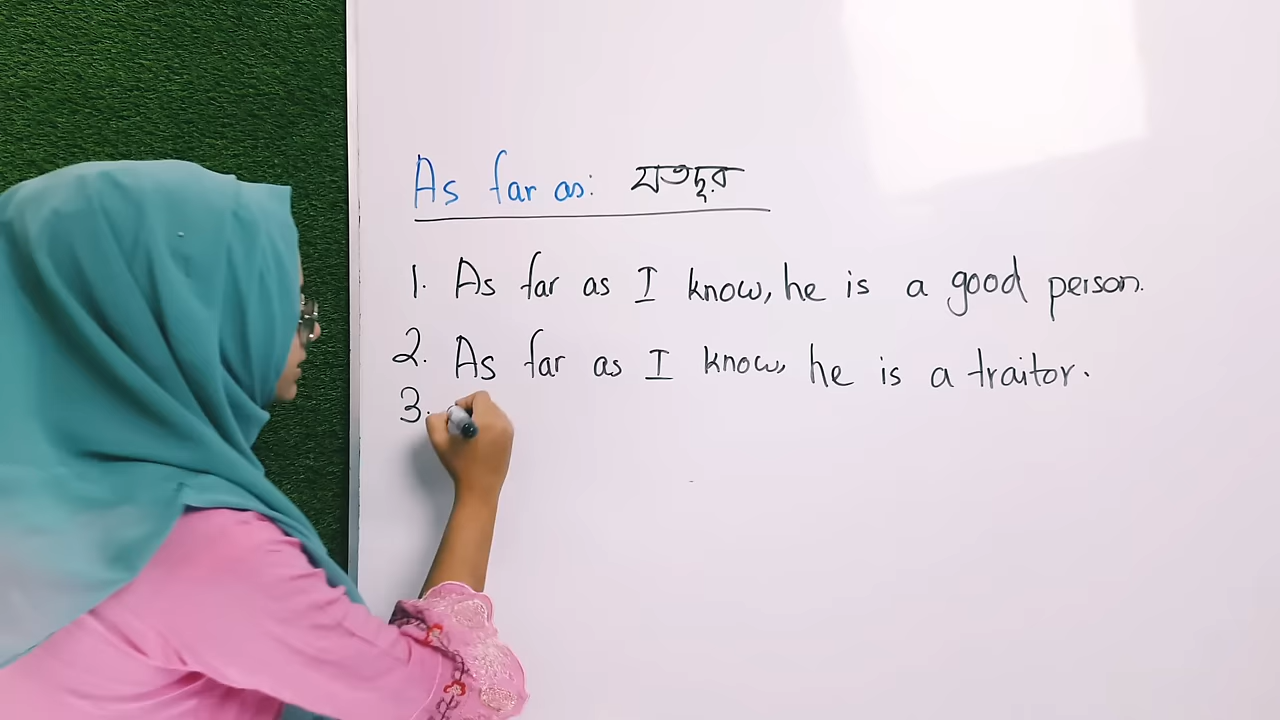 As far as: যতদূর
1. As far as I know, he is a good person.
2. As far as I know, he is a traitor.
3.